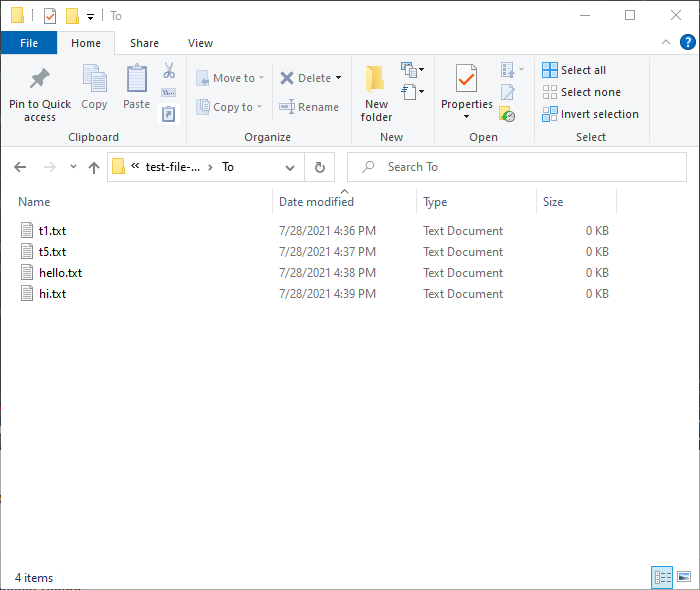 To
File Home Share View
Pin to Quick access
Copy
Paste
Clipboard
Move to
Copy to
Delete
Rename
Organize
New folder
New
Properties
Open
Select all
Select none
Invert selection
Select
« test-file-... > To
Search To
Name Date modified Type Size
t1.txt 7/28/2021 4:36 PM Text Document 0 KB
t5.txt 7/28/2021 4:37 PM Text Document 0 KB
hello.txt 7/28/2021 4:38 PM Text Document 0 KB
hi.txt 7/28/2021 4:39 PM Text Document 0 KB
4 items